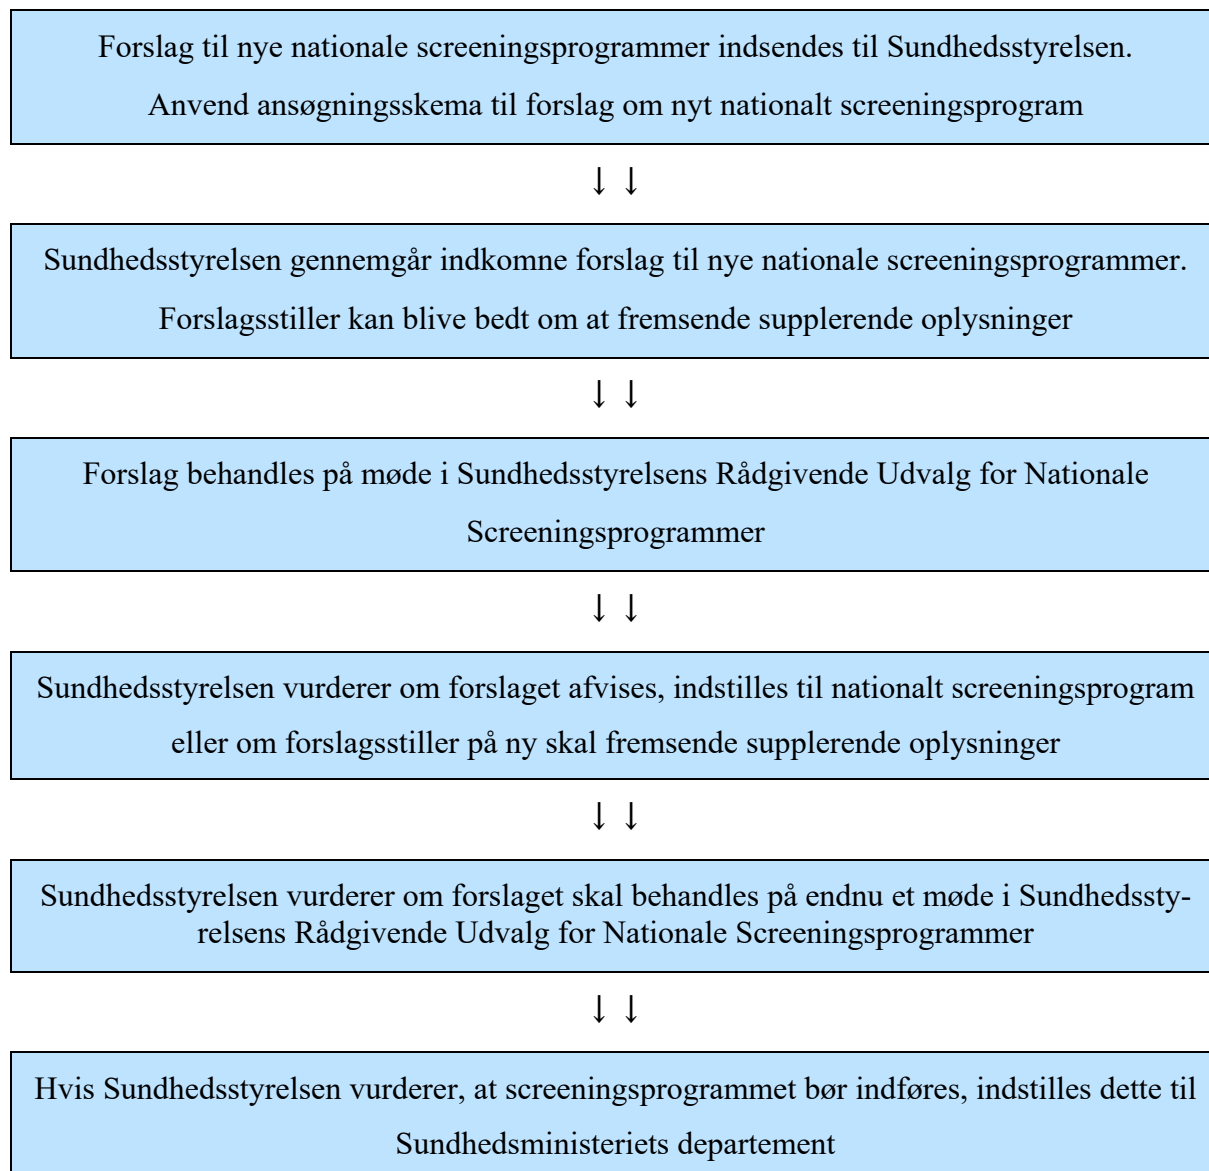 Forslag til nye nationale screeningsprogrammer indsendes til Sundhedsstyrelsen.
Anvend ansøgningsskema til forslag om nyt nationalt screeningsprogram
↓ ↓
Sundhedsstyrelsen gennemgår indkomne forslag til nye nationale screeningsprogrammer.
Forslagsstiller kan blive bedt om at fremsende supplerende oplysninger
↓ ↓
Forslag behandles på møde i Sundhedsstyrelsens Rådgivende Udvalg for Nationale
Screeningsprogrammer
↓ ↓
Sundhedsstyrelsen vurderer om forslaget afvises, indstilles til nationalt screeningsprogram
eller om forslagsstiller på ny skal fremsende supplerende oplysninger
↓ ↓
Sundhedsstyrelsen vurderer om forslaget skal behandles på endnu et møde i Sundhedssty-
relsens Rådgivende Udvalg for Nationale Screeningsprogrammer
↓ ↓
Hvis Sundhedsstyrelsen vurderer, at screeningsprogrammet bør indføres, indstilles dette til
Sundhedsministeriets departement